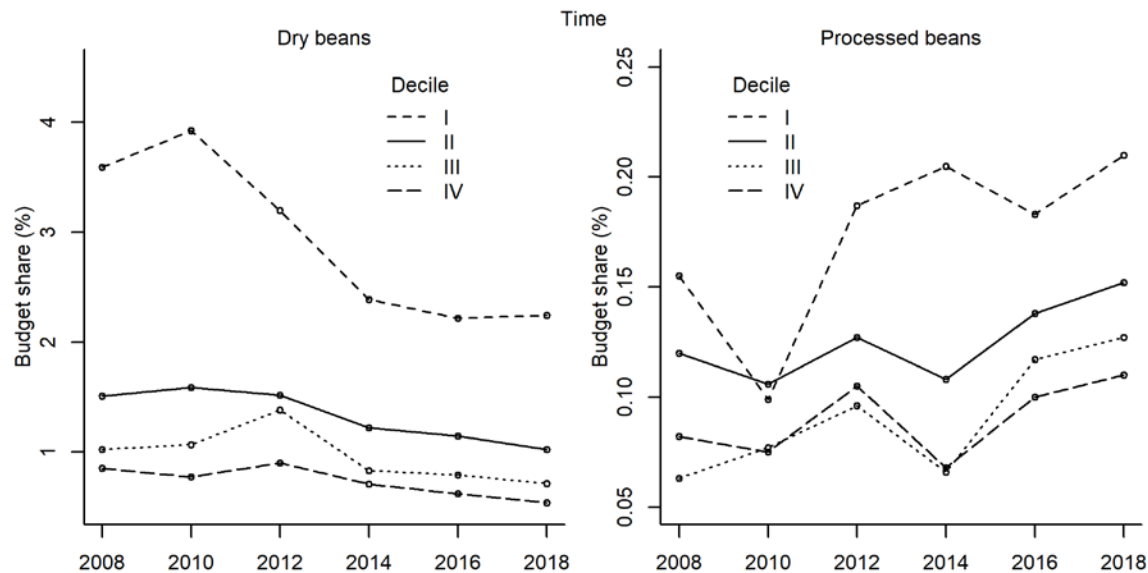 Time
Dry beans
Processed beans
Budget share (%)
4
3
2
1
Decile
I
II
III
IV
2008 2010 2012 2014 2016 2018
Budget share (%)
0.25
0.20
0.15
0.10
0.05
Decile
I
II
III
IV
2008 2010 2012 2014 2016 2018